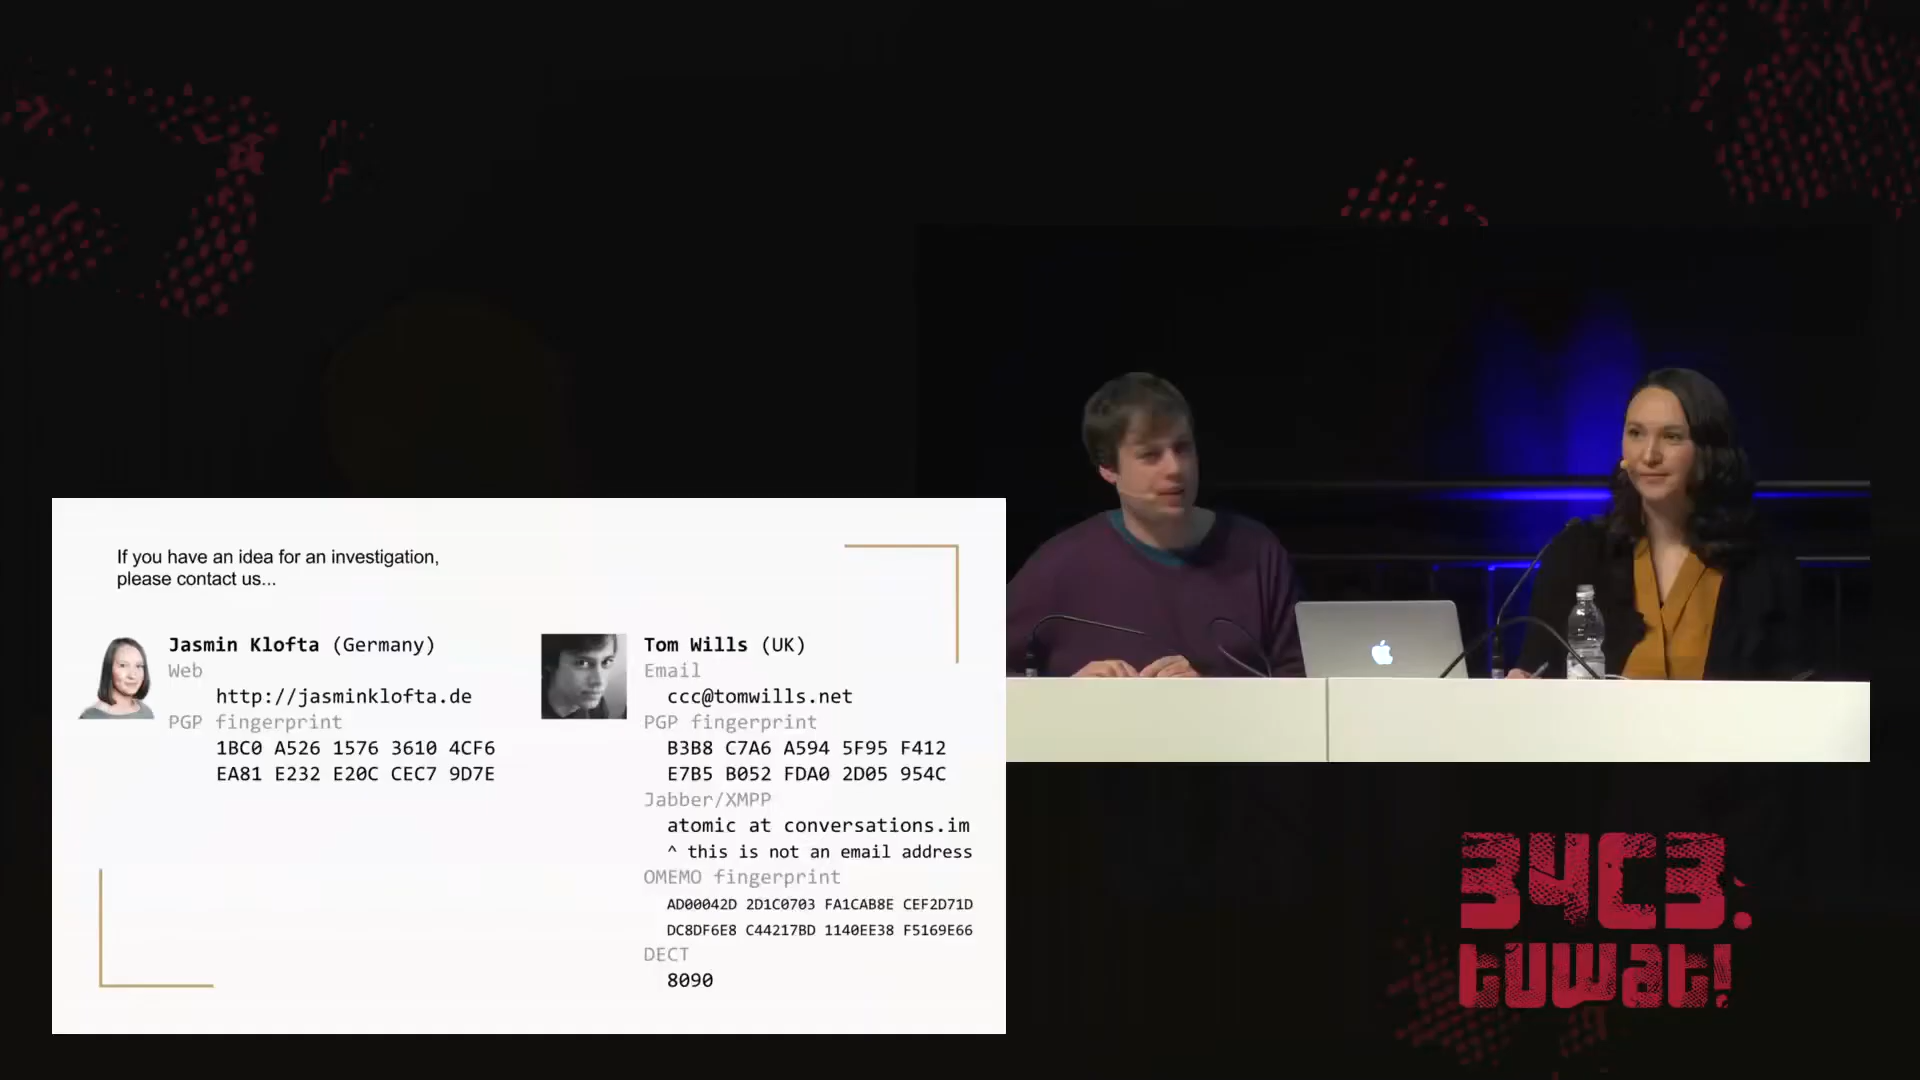 If you have an idea for an investigation,
please contact us...
Jasmin Klofta (Germany)
Web
http://jasminklofta.de
PGP fingerprint
1BC0 A526 1576 3610 4CF6
EA81 E232 E20C CEC7 9D7E
Tom Wills (UK)
Email
ccc@tomwills.net
PGP fingerprint
B3B8 C7A6 A594 5F95 F412
E7B5 B052 FDA0 2D05 954C
Jabber/XMPP
atomic at conversations.im
^ this is not an email address
OMEMO fingerprint
AD00042D 2D1C0703 FA1CAB8E CEF2D71D
DC8DF6E8 C44217BD 1140EE38 F5169E66
DECT
8090
34C3.
tuwat!